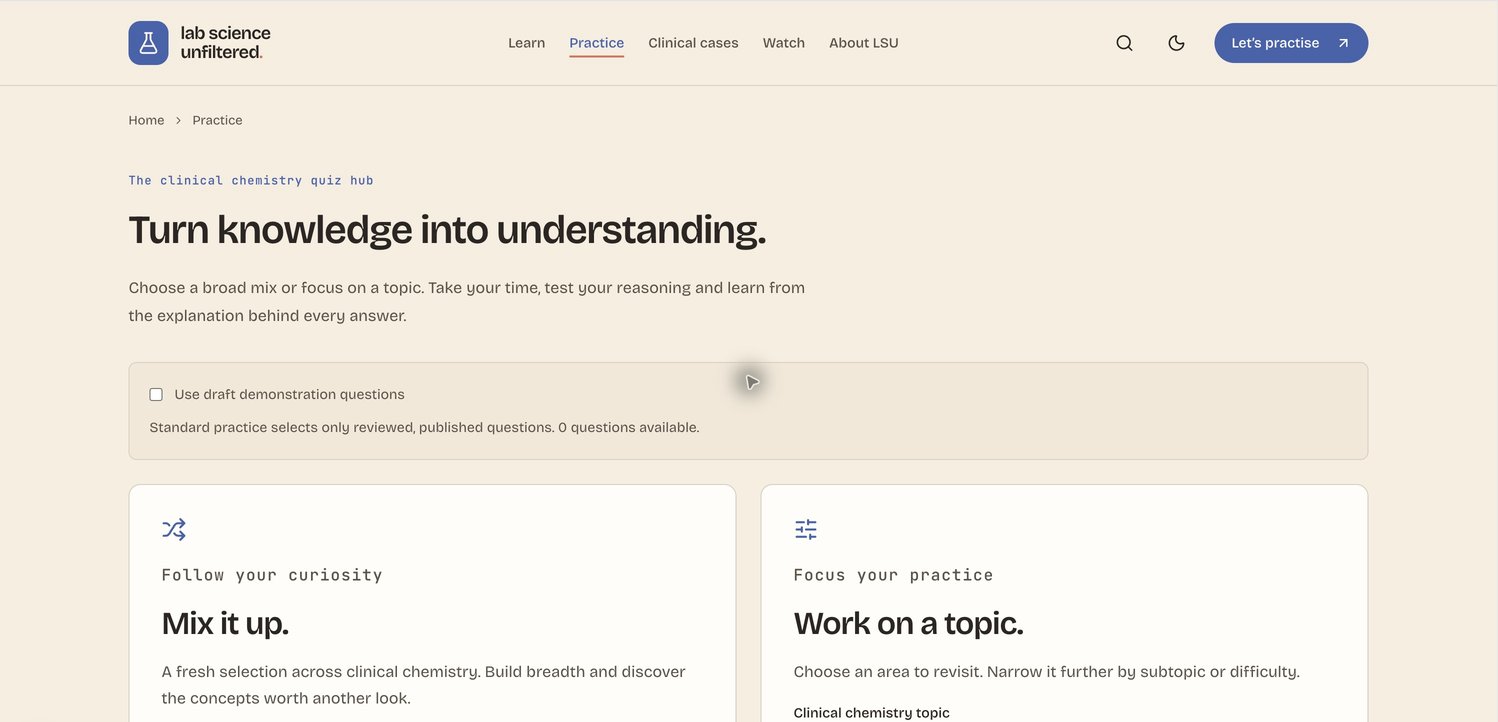 lab science
unfiltered.
Learn Practice Clinical cases Watch About LSU
Let's practise
Home > Practice
The clinical chemistry quiz hub
Turn knowledge into understanding.
Choose a broad mix or focus on a topic. Take your time, test your reasoning and learn from
the explanation behind every answer.
Use draft demonstration questions
Standard practice selects only reviewed, published questions. 0 questions available.
Follow your curiosity
Mix it up.
A fresh selection across clinical chemistry. Build breadth and discover
the concepts worth another look.
Focus your practice
Work on a topic.
Choose an area to revisit. Narrow it further by subtopic or difficulty.
Clinical chemistry topic